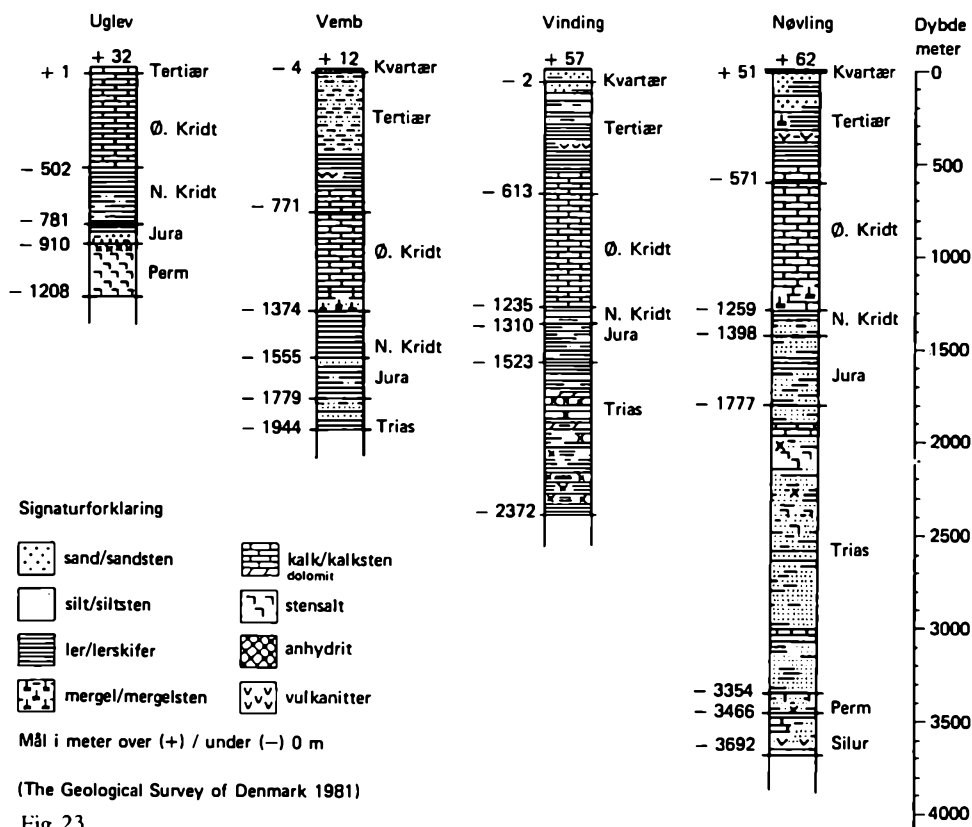 Uglev
+ 32
+ 1
Tertiær
Ø. Kridt
− 502
N. Kridt
− 781
Jura
− 910
Perm
− 1208
Vemb
+ 12
− 4
Kvartær
Tertiær
− 771
Ø. Kridt
− 1374
N. Kridt
− 1555
Jura
− 1779
− 1944
Trias
Vinding
+ 57
− 2
Kvartær
Tertiær
− 613
Ø. Kridt
− 1235
N. Kridt
− 1310
Jura
− 1523
Trias
− 2372
Nøvling
+ 62
+ 51
Kvartær
Tertiær
− 571
Ø. Kridt
− 1259
N. Kridt
− 1398
Jura
− 1777
Trias
− 3354
Perm
− 3466
Silur
− 3692
Dybde
meter
0
500
1000
1500
2000
2500
3000
3500
4000
Signaturforklaring
sand/sandsten
silt/siltsten
ler/lerskifer
mergel/mergelsten
kalk/kalksten
dolomit
stensalt
anhydrit
vulkanitter
Mål i meter over (+) / under (−) 0 m
(The Geological Survey of Denmark 1981)
Fig. 23